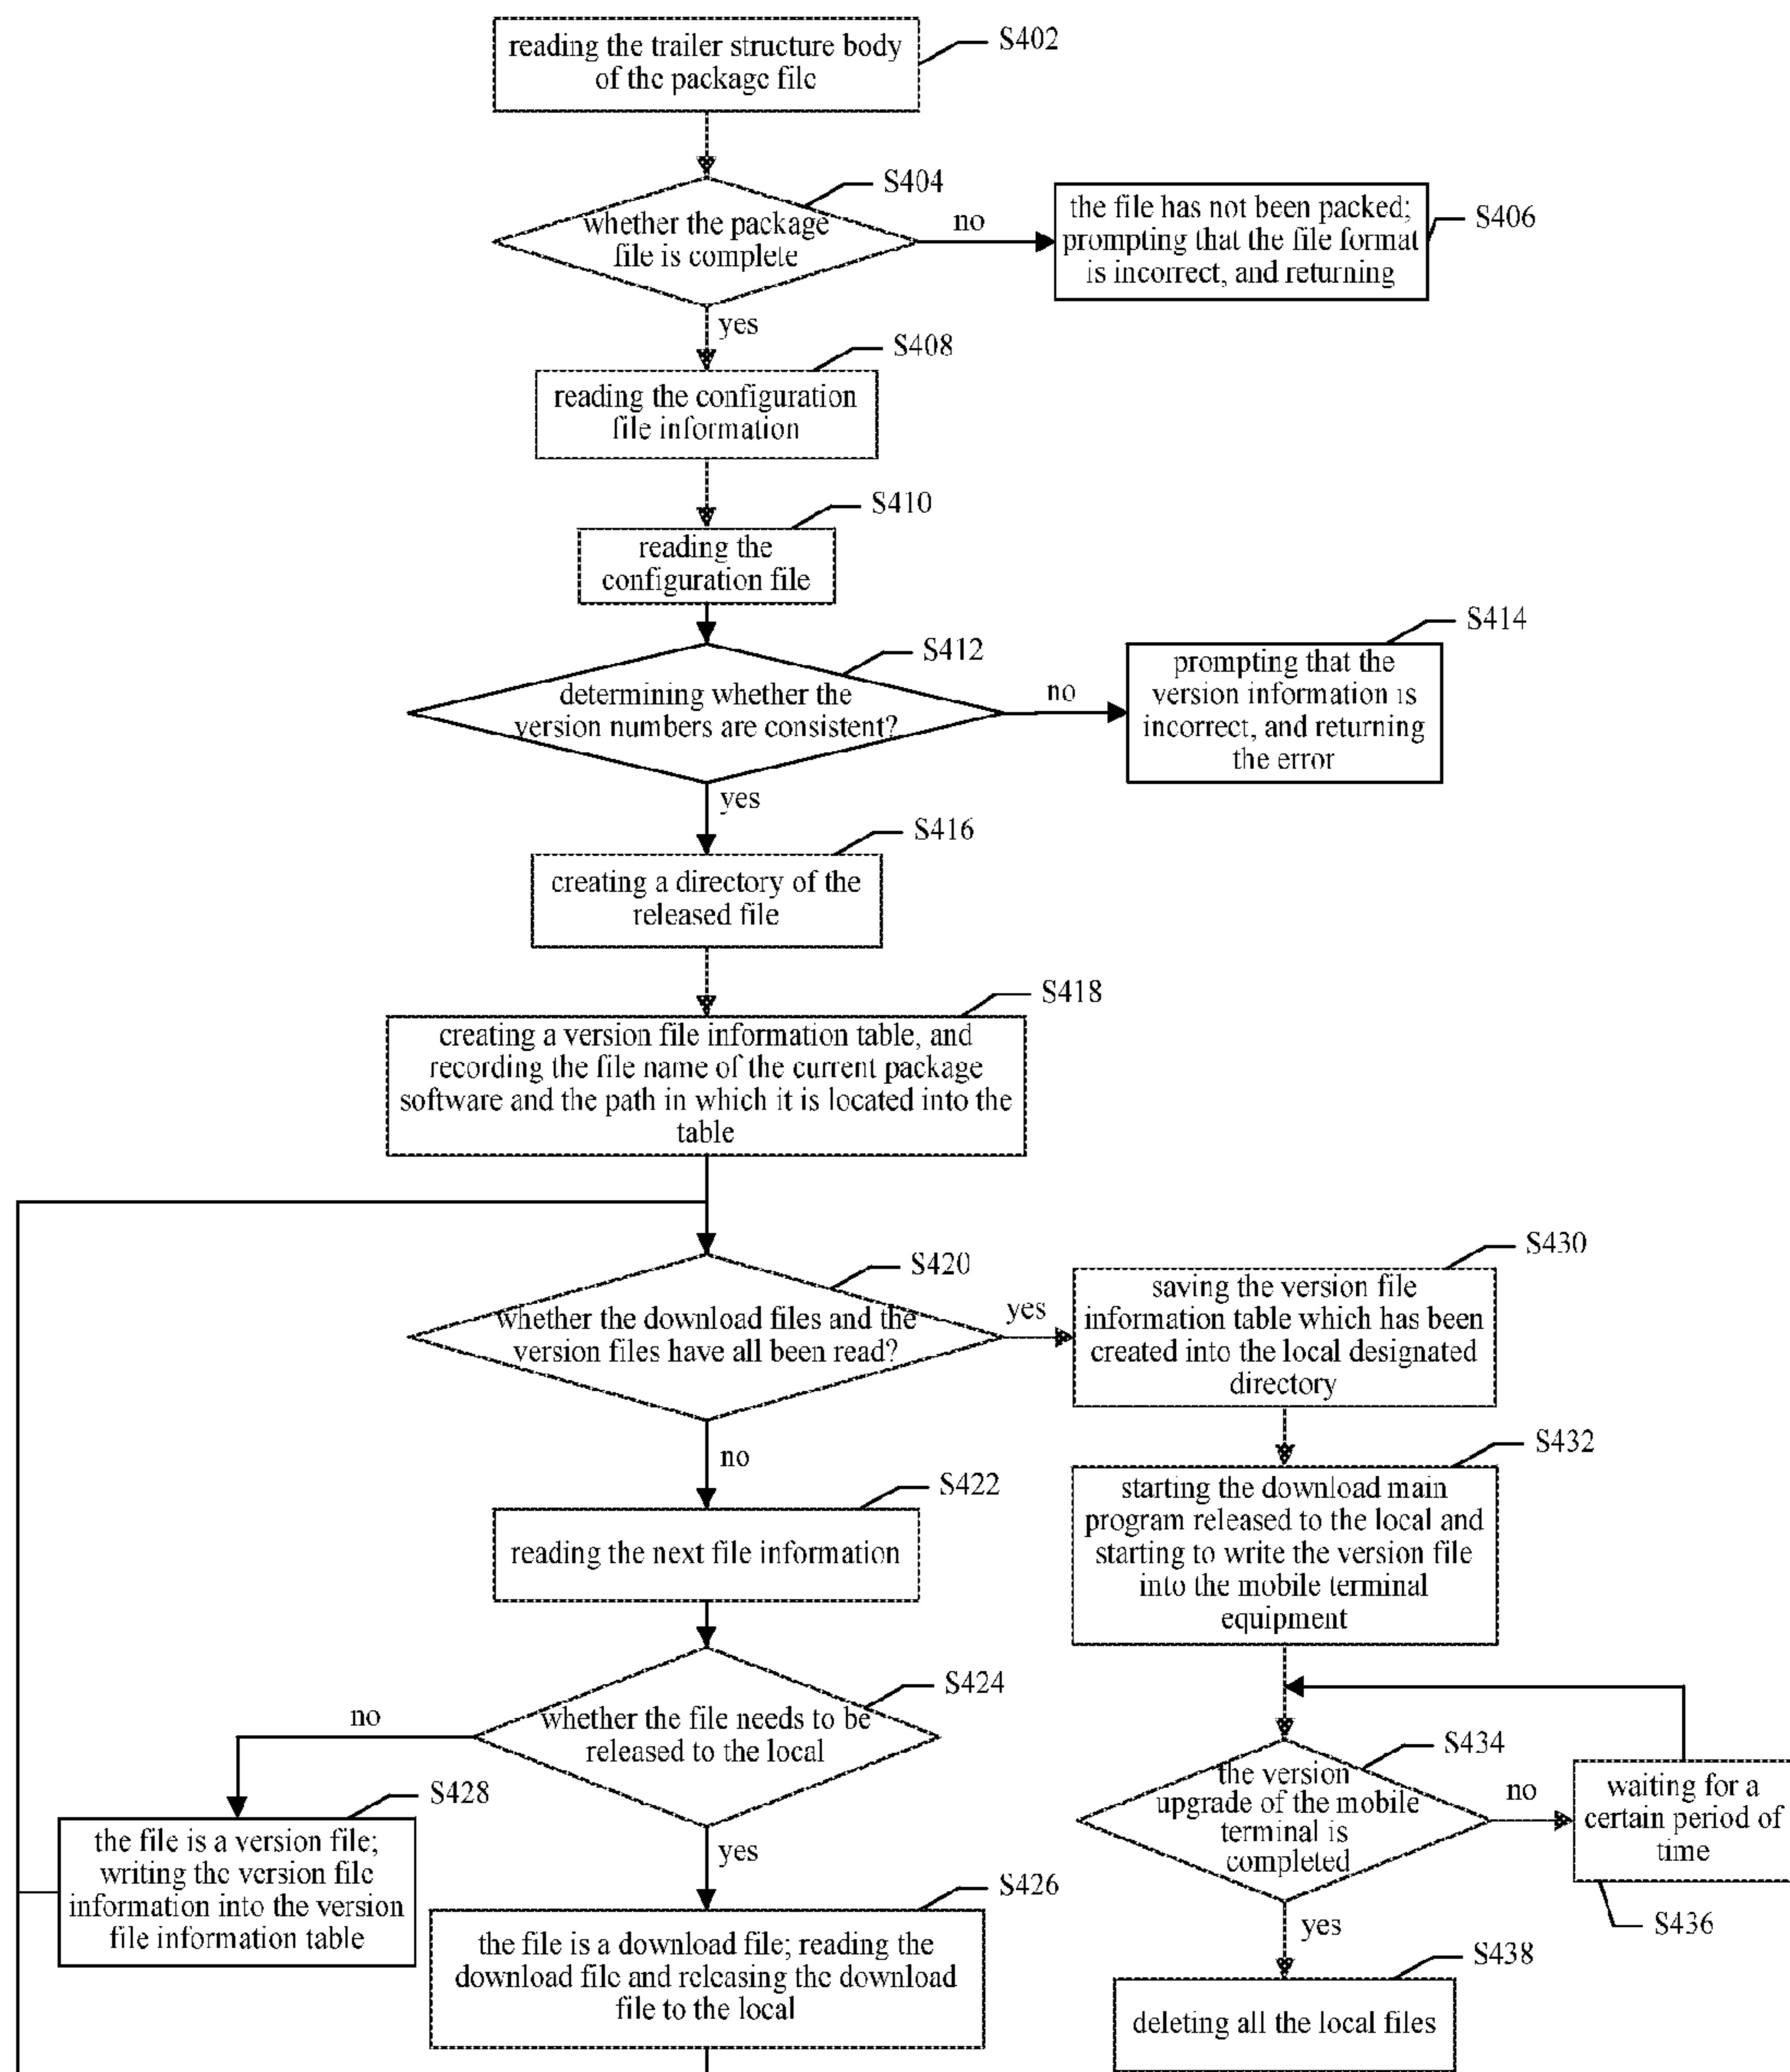 reading the trailer structure body
of the package file
S402
S404
whether the package
file is complete
no
the file has not been packed;
prompting that the file format
is incorrect, and returning
S406
yes
S408
reading the configuration
file information
S410
reading the
configuration file
S412
determining whether the
version numbers are consistent?
no
S414
prompting that the
version information is
incorrect, and returning
the error
yes
S416
creating a directory of the
released file
S418
creating a version file information table, and
recording the file name of the current package
software and the path in which it is located into the
table
S420
whether the download files and the
version files have all been read?
yes
S430
saving the version file
information table which has been
created into the local designated
directory
no
S422
reading the next file information
S432
starting the download main
program released to the local and
starting to write the version file
into the mobile terminal
equipment
S424
whether the file needs to be
released to the local
no
S428
the file is a version file;
writing the version file
information into the version
file information table
yes
S426
the file is a download file; reading the
download file and releasing the download
file to the local
S434
the version
upgrade of the mobile
terminal is
completed
no
waiting for a
certain period of
time
S436
yes
S438
deleting all the local files